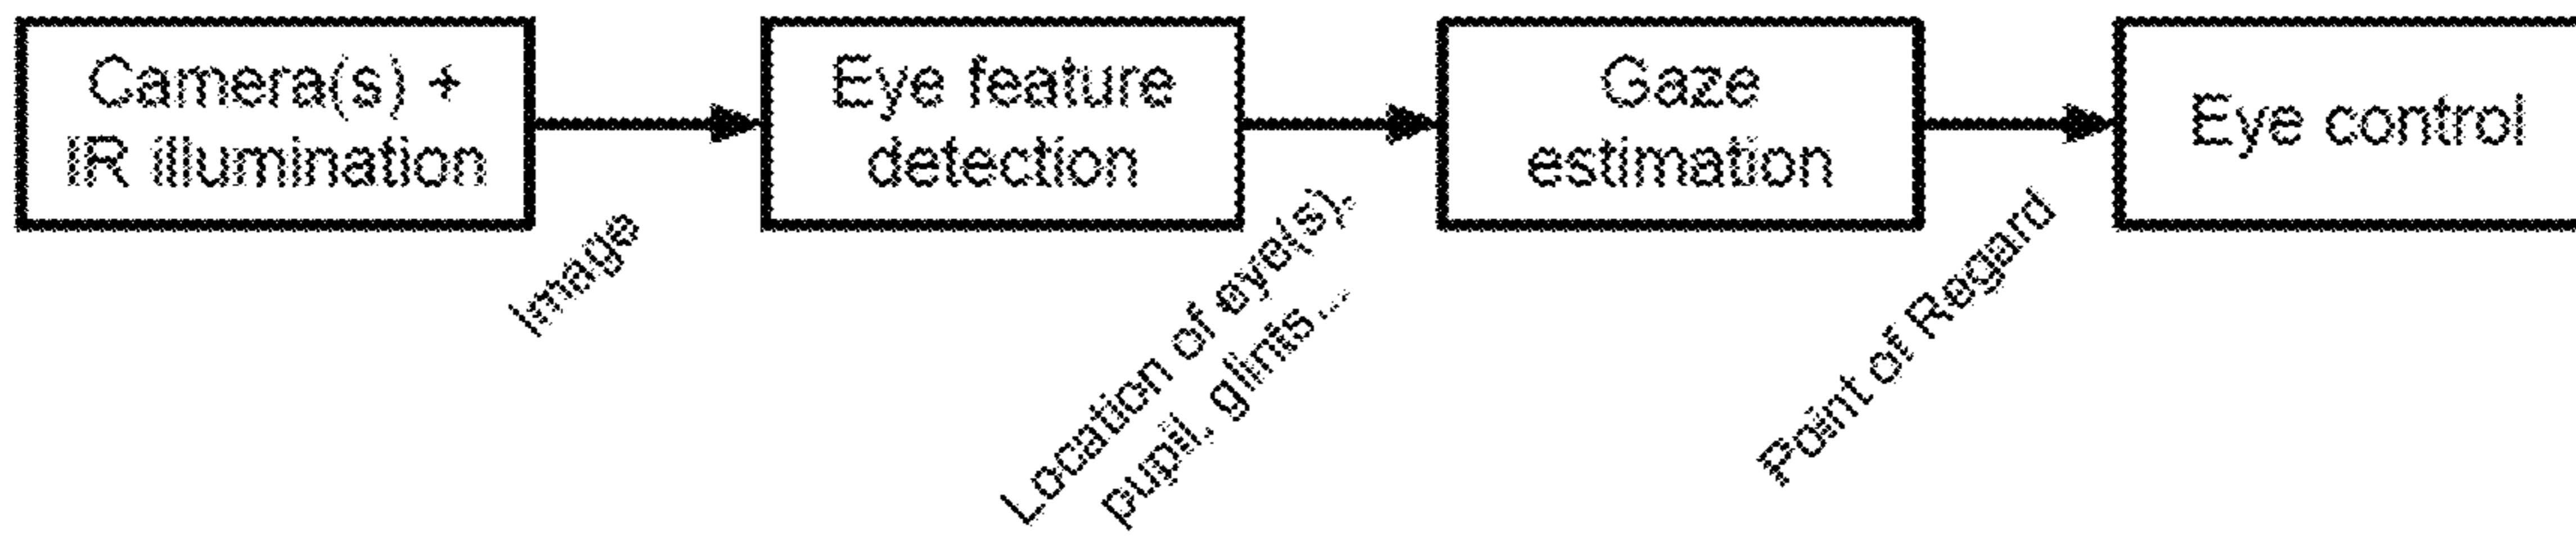 Camera(s) +
IR illumination
Eye feature
detection
Gaze
estimation
Eye control
Image
Location of eye(s),
pupil, glints...
Point of Regard